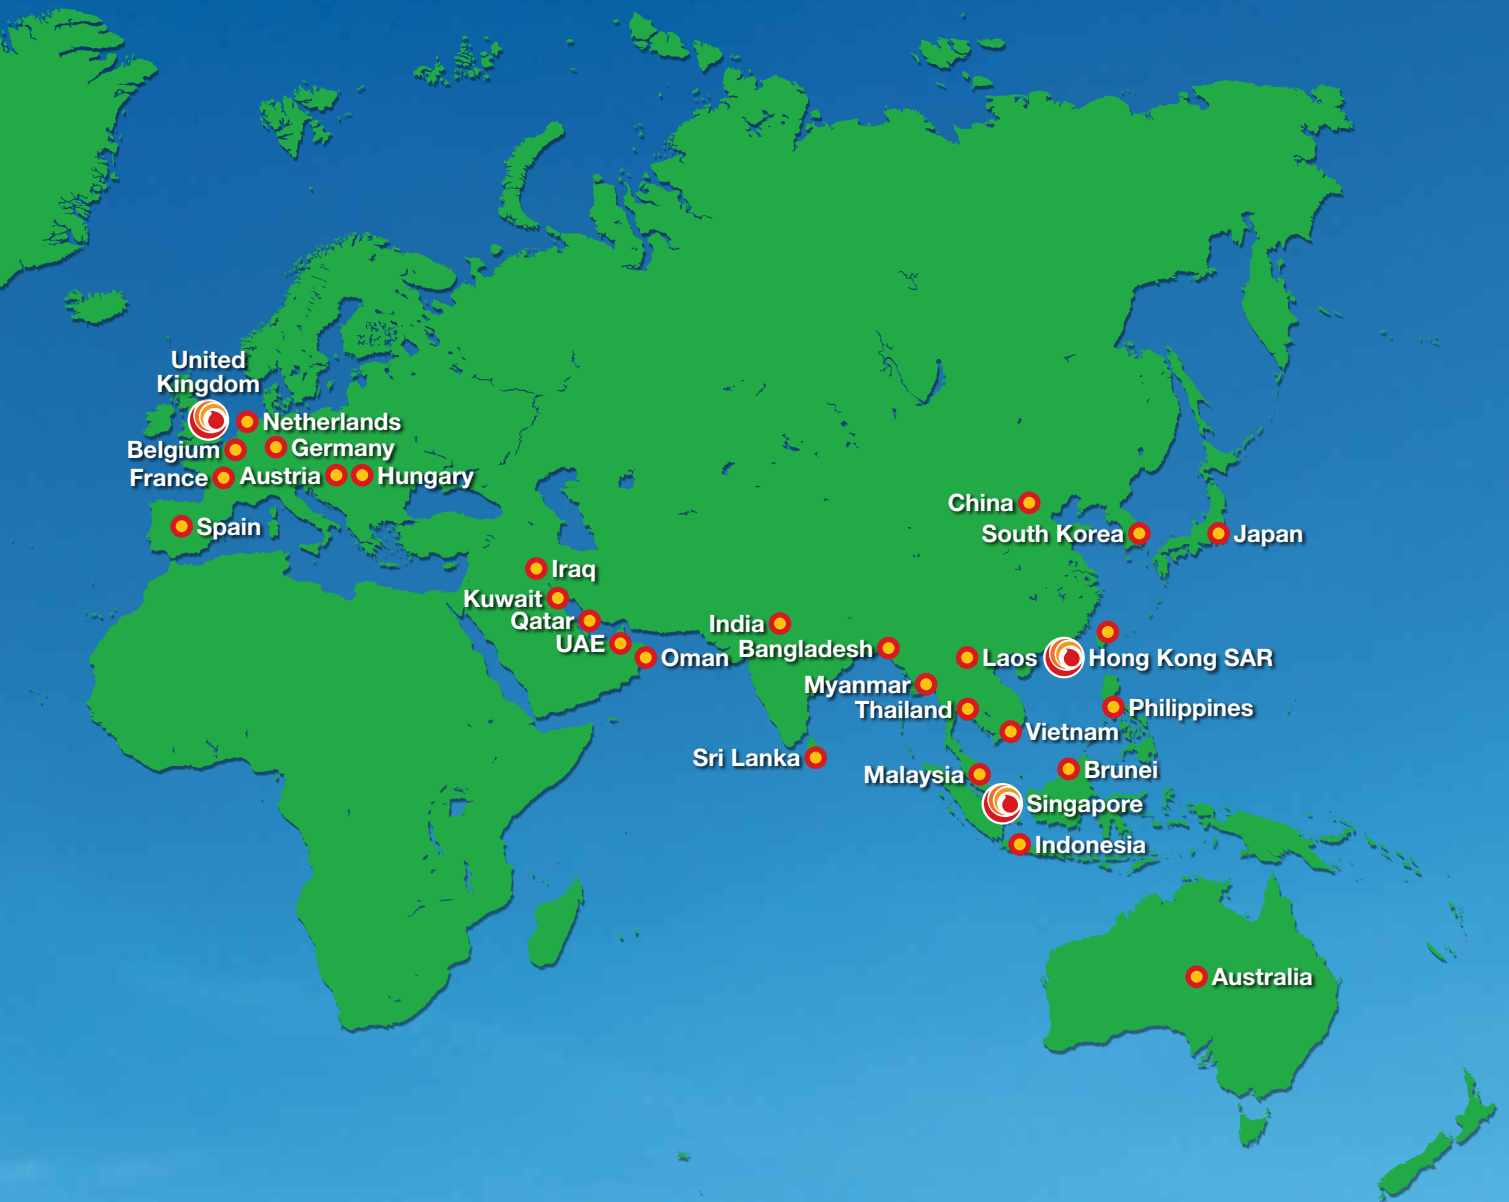 United
Kingdom
Netherlands
Belgium
Germany
France
Austria
Hungary
Spain
China
South Korea
Japan
Iraq
Kuwait
Qatar
UAE
Oman
India
Bangladesh
Laos
Hong Kong SAR
Myanmar
Thailand
Philippines
Vietnam
Sri Lanka
Malaysia
Brunei
Singapore
Indonesia
Australia